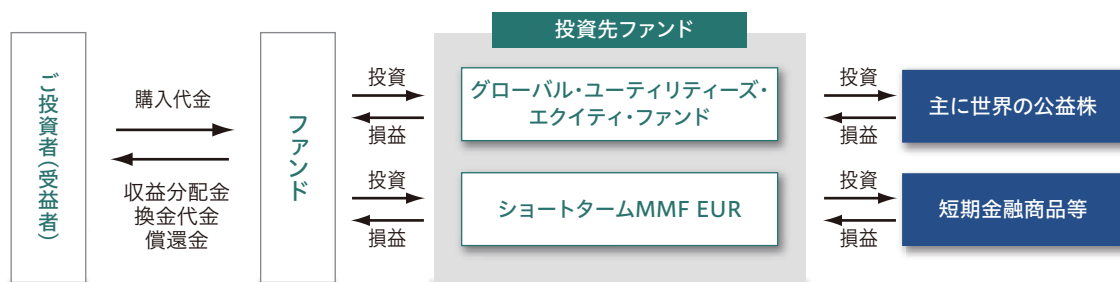 ご投資者(受益者)
購入代金
収益分配金
換金代金
償還金
ファンド
投資
損益
投資
損益
投資先ファンド
グローバル・ユーティリティーズ・
エクイティ・ファンド
ショートタームMMF EUR
投資
損益
投資
損益
主に世界の公益株
短期金融商品等